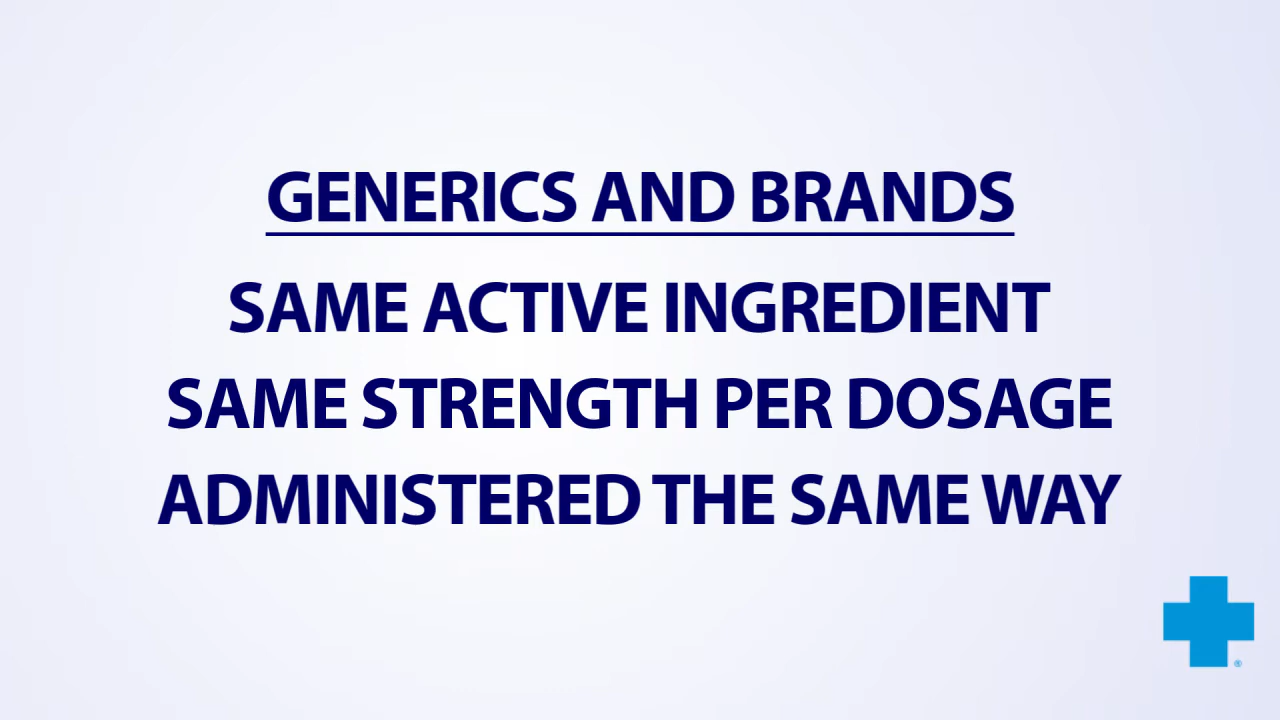 GENERICS AND BRANDS
SAME ACTIVE INGREDIENT
SAME STRENGTH PER DOSAGE
ADMINISTERED THE SAME WAY
®